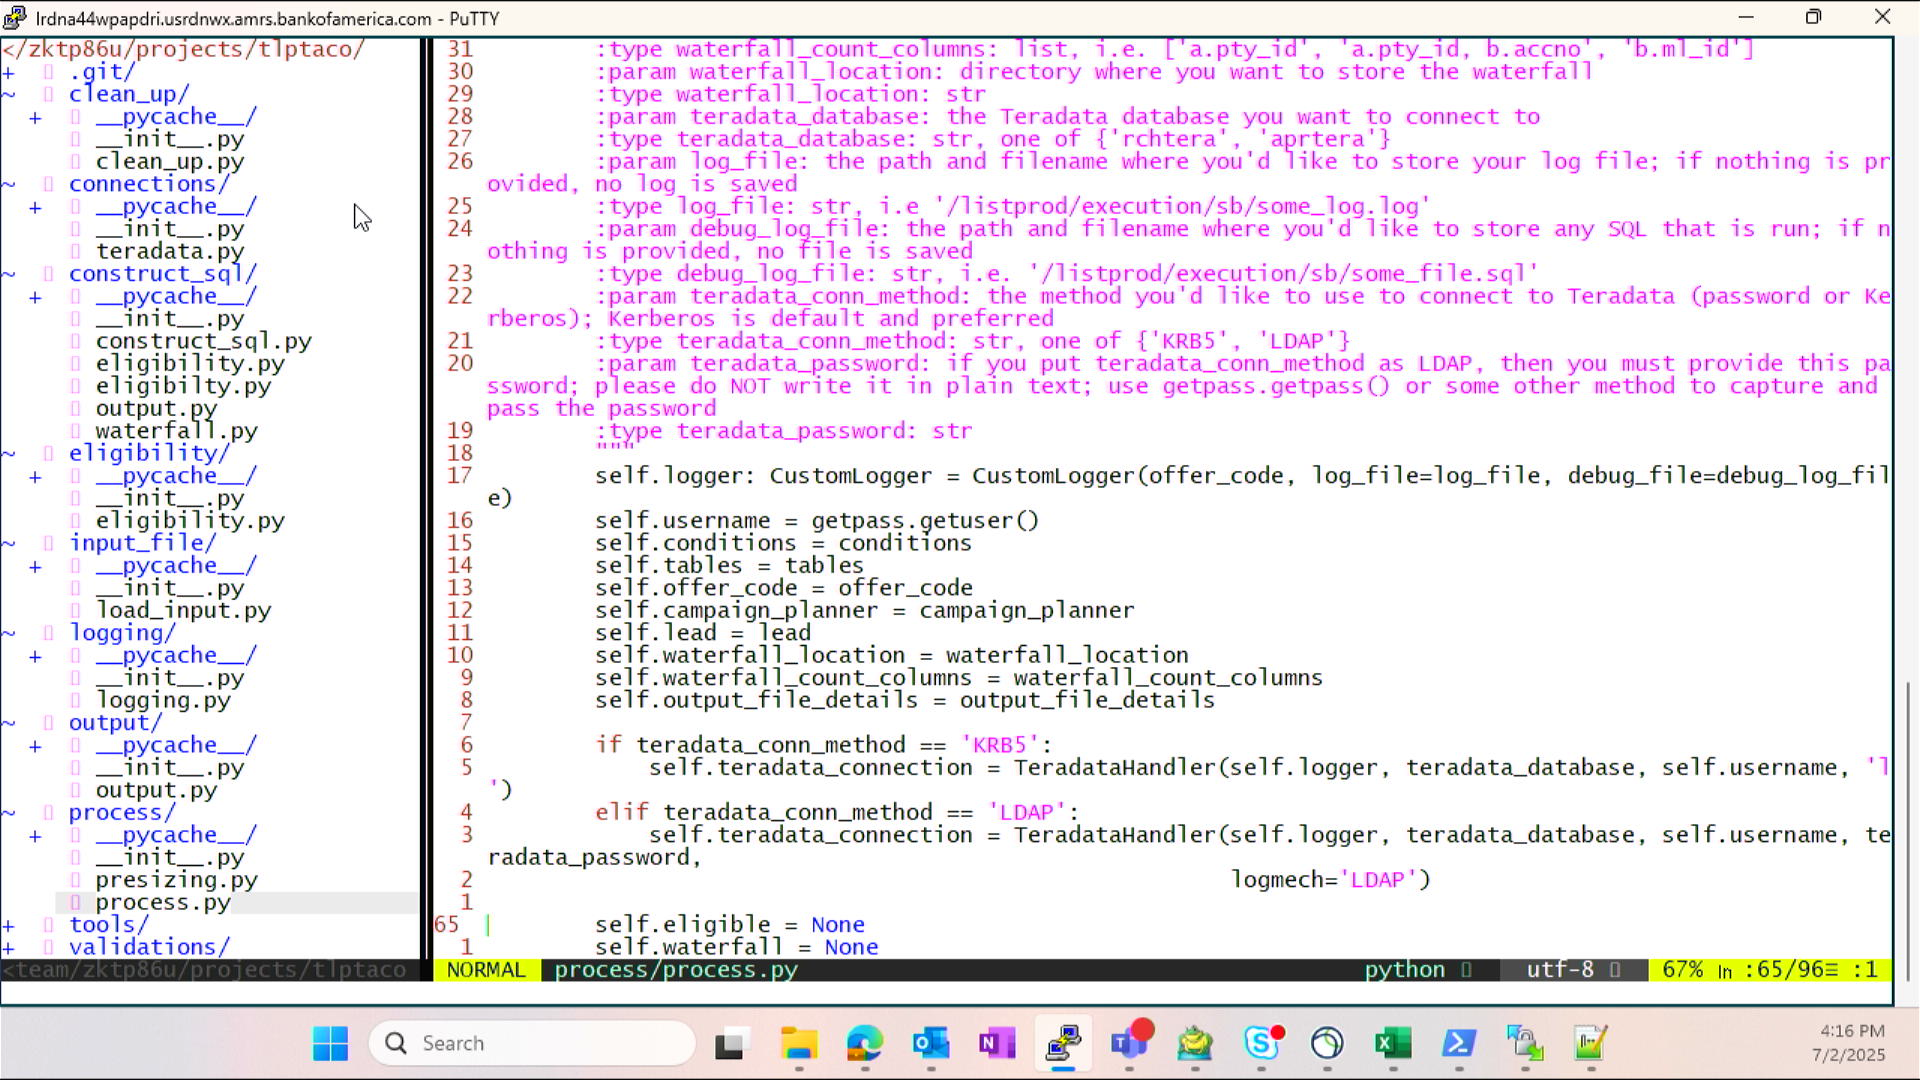 lrdna44wpapdri.usrdnwx.amrs.bankofamerica.com - PuTTY
</zktp86u/projects/tlptaco/
+ .git/
~ clean_up/
+ __pycache__/
__init__.py
clean_up.py
~ connections/
+ __pycache__/
__init__.py
teradata.py
~ construct_sql/
+ __pycache__/
__init__.py
construct_sql.py
eligibility.py
eligibilty.py
output.py
waterfall.py
~ eligibility/
+ __pycache__/
__init__.py
eligibility.py
~ input_file/
+ __pycache__/
__init__.py
load_input.py
~ logging/
+ __pycache__/
__init__.py
logging.py
~ output/
+ __pycache__/
__init__.py
output.py
~ process/
+ __pycache__/
__init__.py
presizing.py
process.py
+ tools/
+ validations/
<team/zktp86u/projects/tlptaco
31 :type waterfall_count_columns: list, i.e. ['a.pty_id', 'a.pty_id, b.accno', 'b.ml_id']
30 :param waterfall_location: directory where you want to store the waterfall
29 :type waterfall_location: str
28 :param teradata_database: the Teradata database you want to connect to
27 :type teradata_database: str, one of {'rchtera', 'aprtera'}
26 :param log_file: the path and filename where you'd like to store your log file; if nothing is pr
ovided, no log is saved
25 :type log_file: str, i.e '/listprod/execution/sb/some_log.log'
24 :param debug_log_file: the path and filename where you'd like to store any SQL that is run; if n
othing is provided, no file is saved
23 :type debug_log_file: str, i.e. '/listprod/execution/sb/some_file.sql'
22 :param teradata_conn_method: the method you'd like to use to connect to Teradata (password or Ke
rberos); Kerberos is default and preferred
21 :type teradata_conn_method: str, one of {'KRB5', 'LDAP'}
20 :param teradata_password: if you put teradata_conn_method as LDAP, then you must provide this pa
ssword; please do NOT write it in plain text; use getpass.getpass() or some other method to capture and
pass the password
19 :type teradata_password: str
18 """
17 self.logger: CustomLogger = CustomLogger(offer_code, log_file=log_file, debug_file=debug_log_fil
e)
16 self.username = getpass.getuser()
15 self.conditions = conditions
14 self.tables = tables
13 self.offer_code = offer_code
12 self.campaign_planner = campaign_planner
11 self.lead = lead
10 self.waterfall_location = waterfall_location
9 self.waterfall_count_columns = waterfall_count_columns
8 self.output_file_details = output_file_details
7
6 if teradata_conn_method == 'KRB5':
5 self.teradata_connection = TeradataHandler(self.logger, teradata_database, self.username, 'l
')
4 elif teradata_conn_method == 'LDAP':
3 self.teradata_connection = TeradataHandler(self.logger, teradata_database, self.username, te
radata_password,
2 logmech='LDAP')
1
65 self.eligible = None
1 self.waterfall = None
NORMAL process/process.py python utf-8 67% ln :65/96≡ :1
Search
4:16 PM
7/2/2025